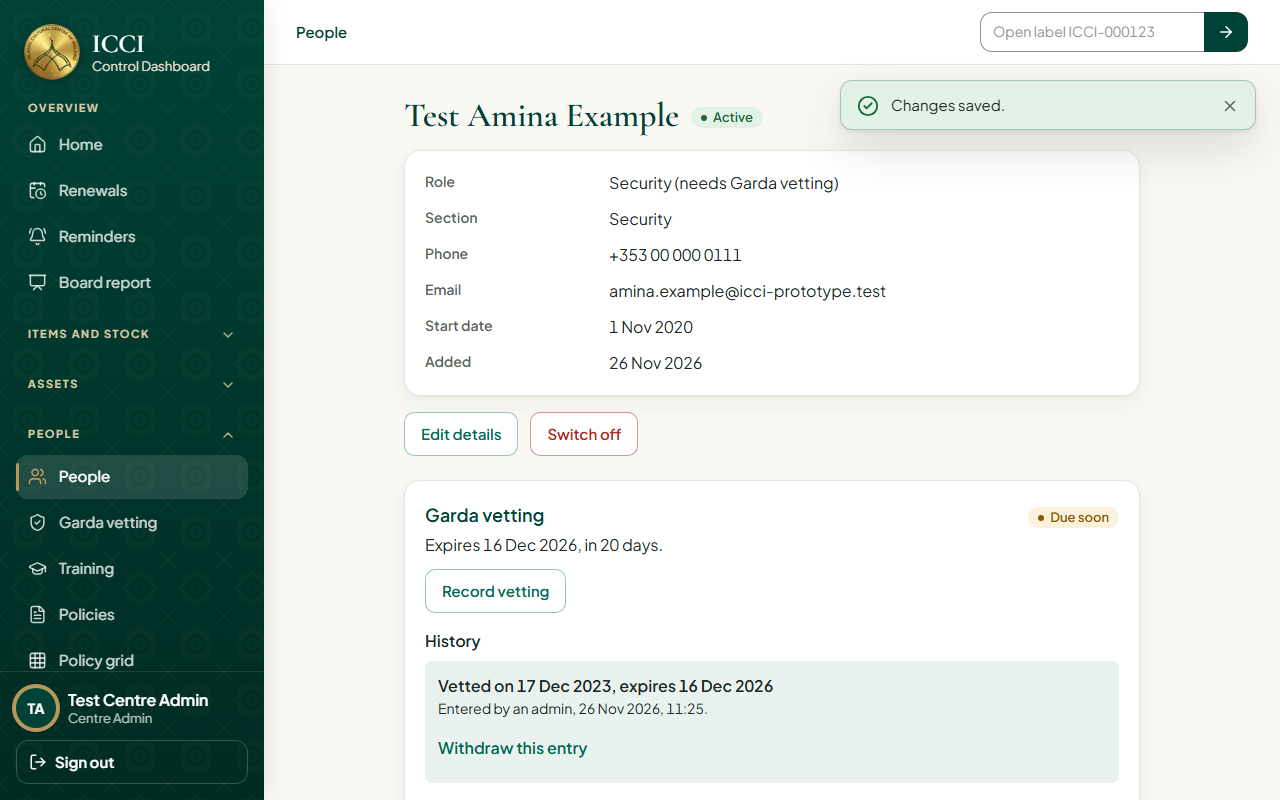 ICCI
Control Dashboard
OVERVIEW
Home
Renewals
Reminders
Board report
ITEMS AND STOCK
ASSETS
PEOPLE
People
Garda vetting
Training
Policies
Policy grid
TA
Test Centre Admin
Centre Admin
Sign out
People
Open label ICCI-000123
Changes saved.
Test Amina Example
Active
Role
Security (needs Garda vetting)
Section
Security
Phone
+353 00 000 0111
Email
amina.example@icci-prototype.test
Start date
1 Nov 2020
Added
26 Nov 2026
Edit details
Switch off
Garda vetting
Due soon
Expires 16 Dec 2026, in 20 days.
Record vetting
History
Vetted on 17 Dec 2023, expires 16 Dec 2026
Entered by an admin, 26 Nov 2026, 11:25.
Withdraw this entry